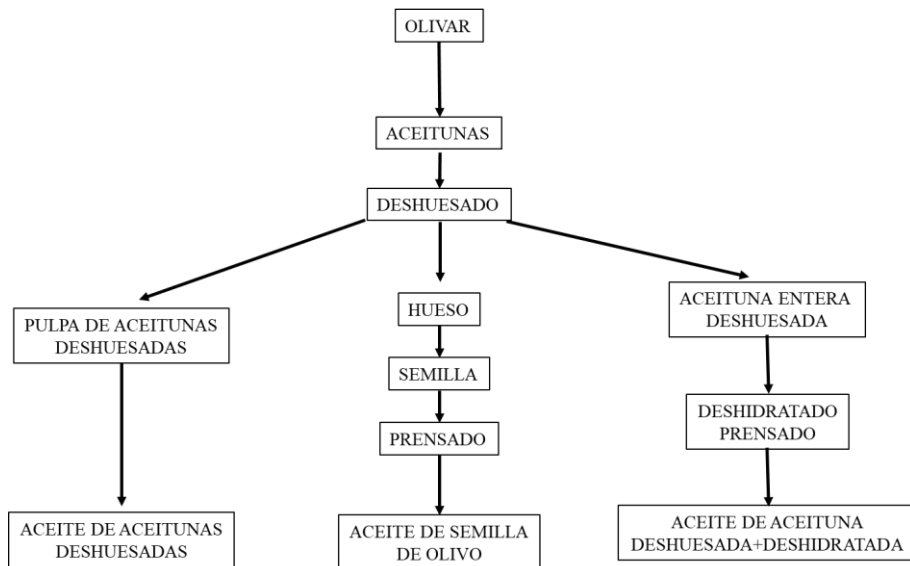 OLIVAR
ACEITUNAS
DESHUESADO
PULPA DE ACEITUNAS
DESHUESADAS
HUESO
ACEITUNA ENTERA
DESHUESADA
SEMILLA
PRENSADO
DESHIDRATADO
PRENSADO
ACEITE DE ACEITUNAS
DESHUESADAS
ACEITE DE SEMILLA
DE OLIVO
ACEITE DE ACEITUNA
DESHUESADA+DESHIDRATADA